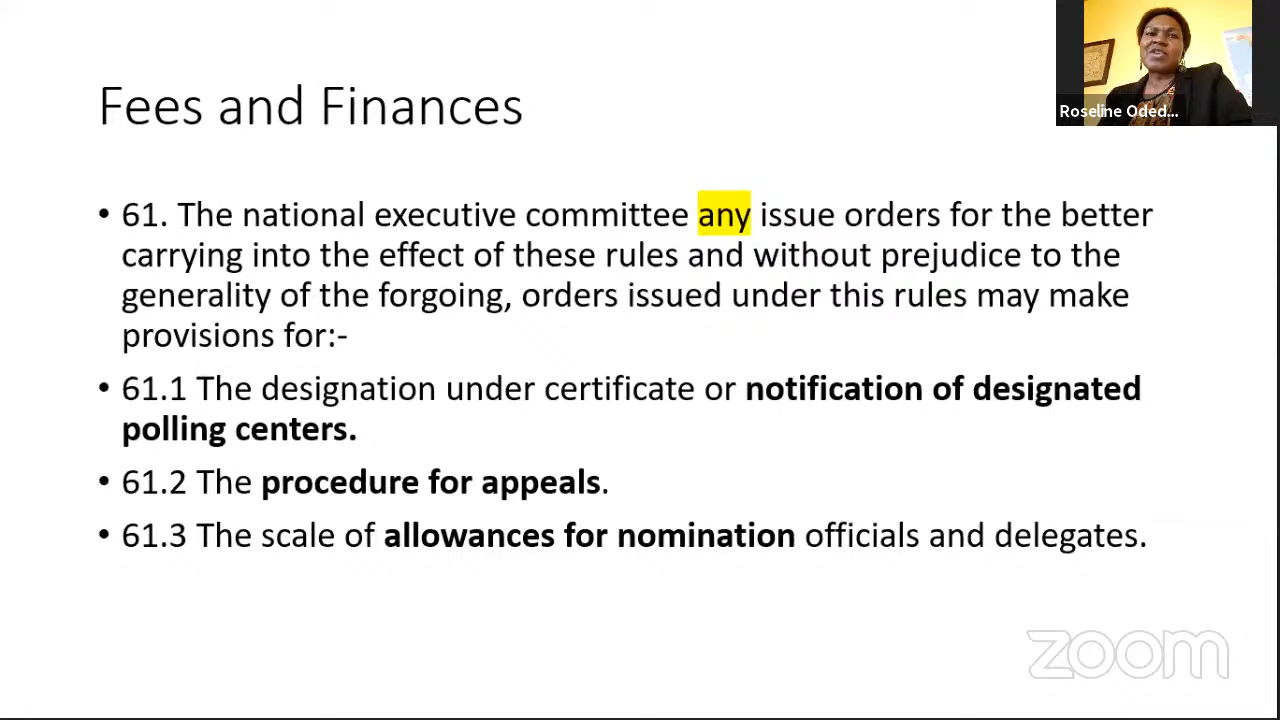 Fees and Finances
Roseline Oded...
• 61. The national executive committee any issue orders for the better
carrying into the effect of these rules and without prejudice to the
generality of the forgoing, orders issued under this rules may make
provisions for:-
• 61.1 The designation under certificate or notification of designated
polling centers.
• 61.2 The procedure for appeals.
• 61.3 The scale of allowances for nomination officials and delegates.
zoom